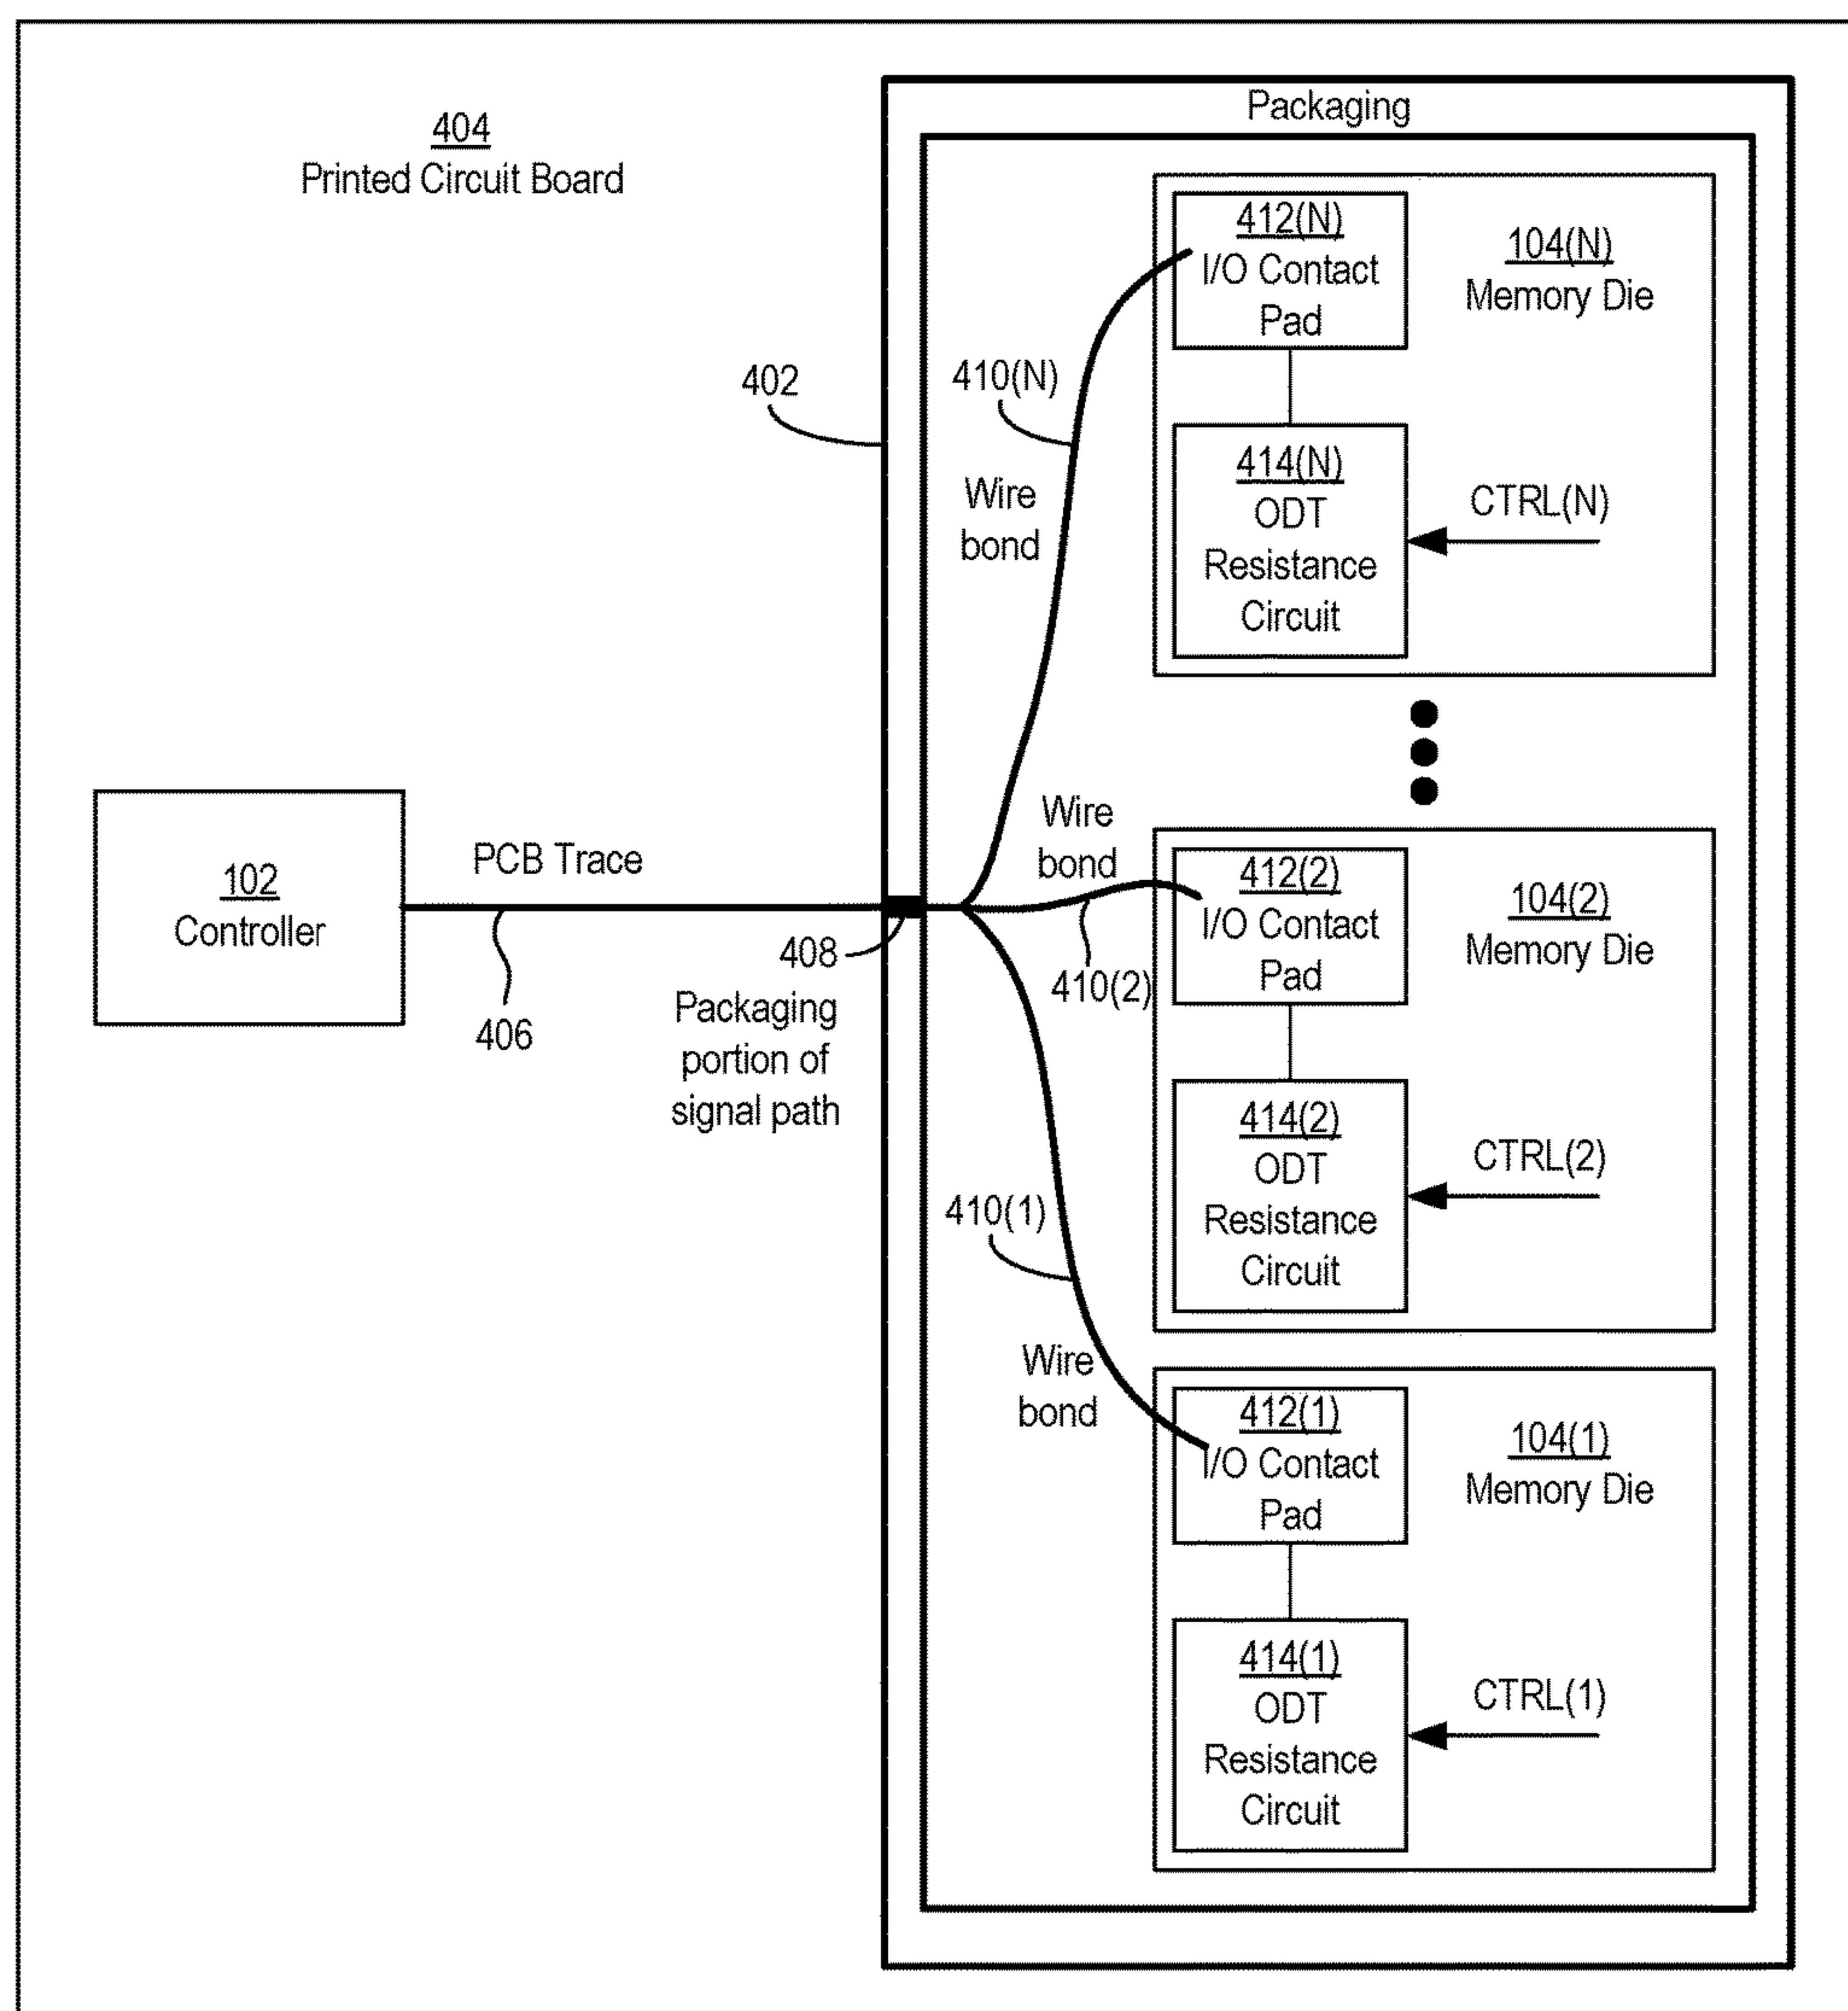 Packaging
404
Printed Circuit Board
412(N)
I/O Contact
Pad
104(N)
Memory Die
402
410(N)
Wire
bond
414(N)
ODT
Resistance
Circuit
CTRL(N)
Wire
bond
PCB Trace
102
Controller
406
408
Packaging
portion of
signal path
410(2)
412(2)
I/O Contact
Pad
104(2)
Memory Die
414(2)
ODT
Resistance
Circuit
CTRL(2)
410(1)
Wire
bond
412(1)
I/O Contact
Pad
104(1)
Memory Die
414(1)
ODT
Resistance
Circuit
CTRL(1)